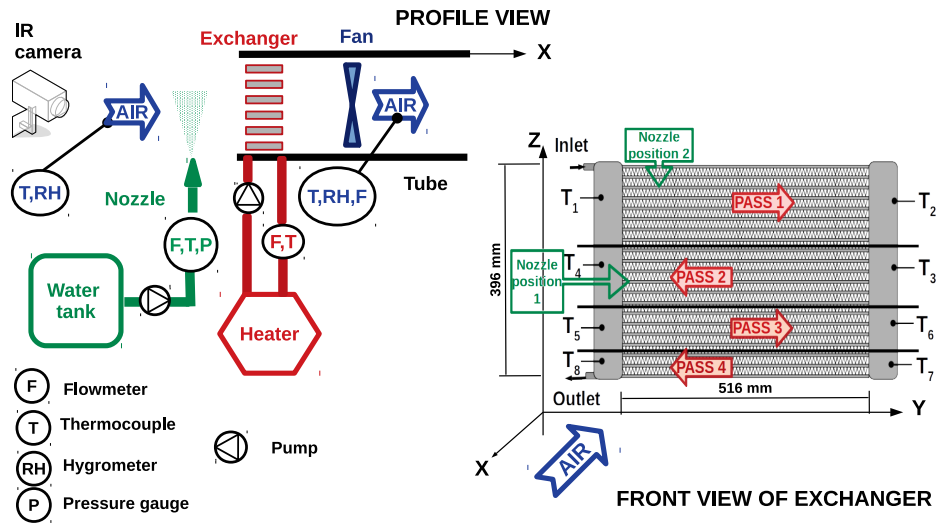 PROFILE VIEW
IR
camera
Exchanger
Fan
X
AIR
AIR
T,RH
Nozzle
T,RH,F
Tube
F,T,P
F,T
Water
tank
Heater
F
Flowmeter
T
Thermocouple
RH
Hygrometer
P
Pressure gauge
Pump
Z
Inlet
Nozzle
position 2
T1
PASS 1
T2
396 mm
Nozzle
position
1
T4
PASS 2
T3
T5
PASS 3
T6
T8
PASS 4
T7
516 mm
Outlet
Y
X
AIR
FRONT VIEW OF EXCHANGER